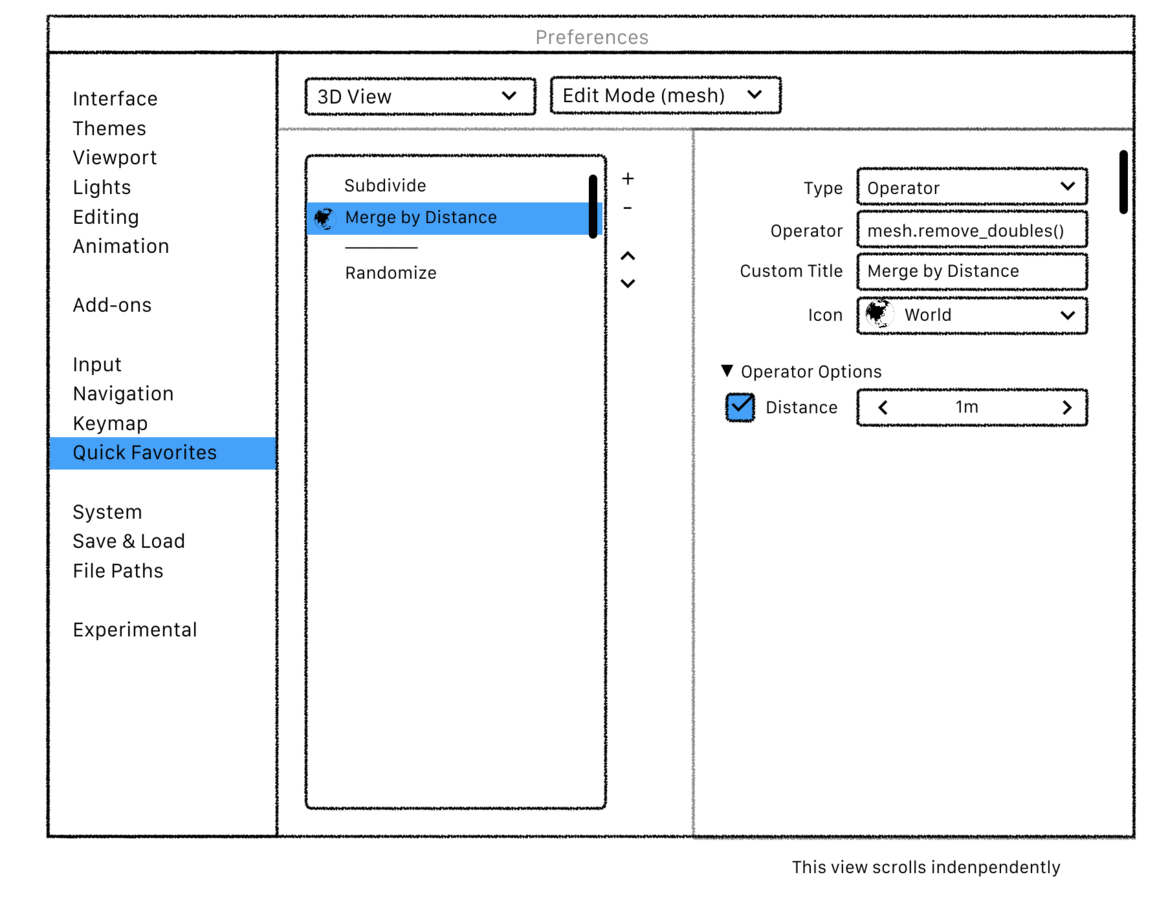 Preferences
Interface
Themes
Viewport
Lights
Editing
Animation
Add-ons
Input
Navigation
Keymap
Quick Favorites
System
Save & Load
File Paths
Experimental
3D View
Edit Mode (mesh)
Subdivide
Merge by Distance
Randomize
+
-
Type
Operator
Operator
mesh.remove_doubles()
Custom Title
Merge by Distance
Icon
World
Operator Options
Distance
1m
This view scrolls indenpendently